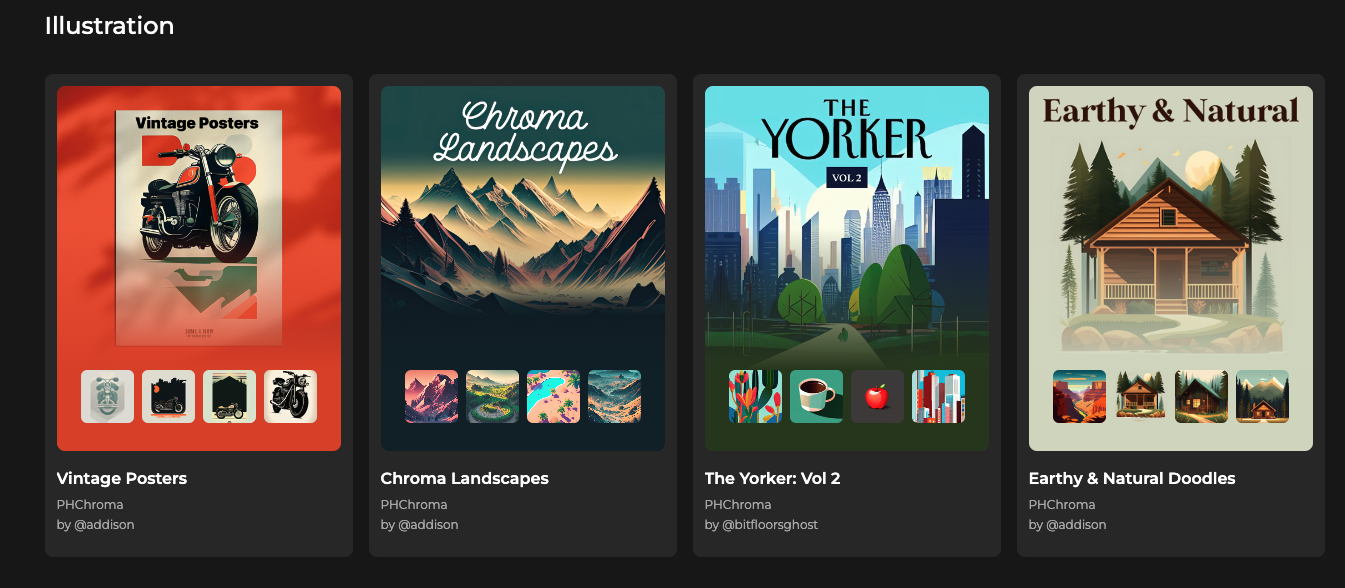 Illustration
Vintage Posters
Chroma
Landscapes
THE
YORKER
VOL 2
Earthy & Natural
Vintage Posters
PHChroma
by @addison
Chroma Landscapes
PHChroma
by @addison
The Yorker: Vol 2
PHChroma
by @bitfloorsghost
Earthy & Natural Doodles
PHChroma
by @addison